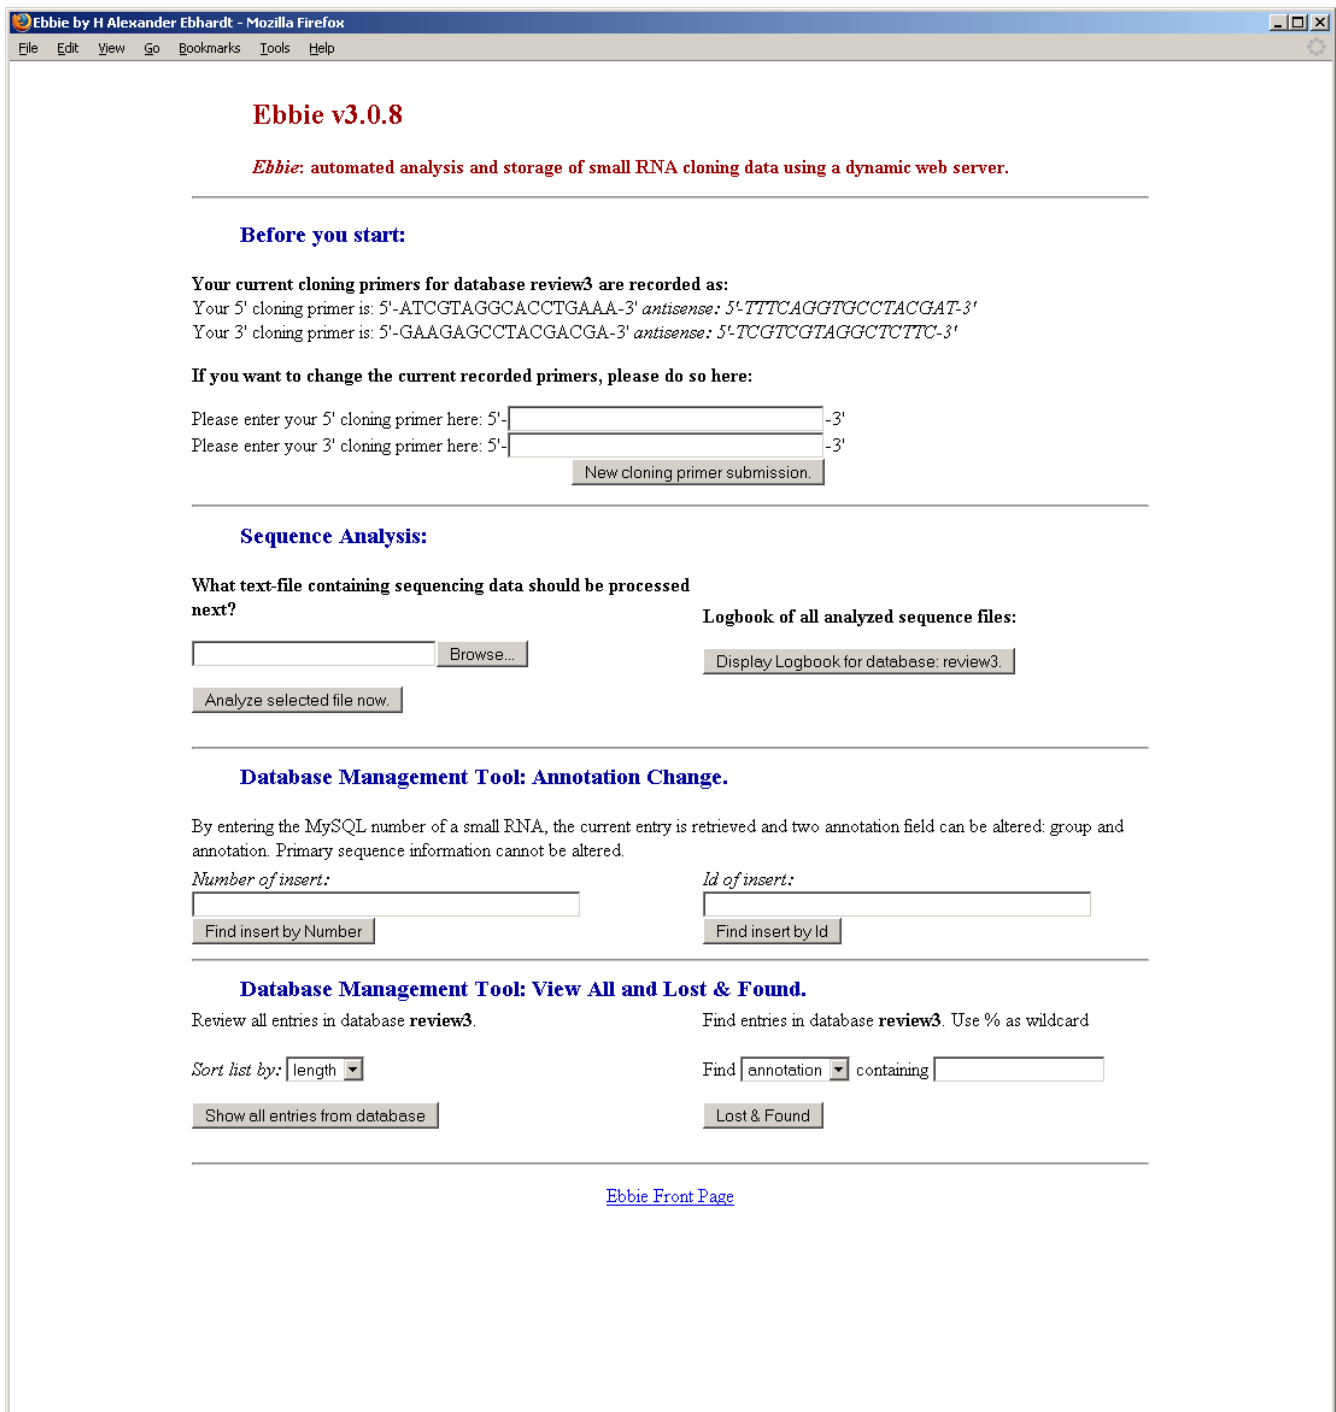 Ebbie by H Alexander Ebhardt - Mozilla Firefox
File Edit View Go Bookmarks Tools Help
Ebbie v3.0.8
Ebbie: automated analysis and storage of small RNA cloning data using a dynamic web server.
Before you start:
Your current cloning primers for database review3 are recorded as:
Your 5' cloning primer is: 5'-ATCGTAGGCACCTGAAA-3' antisense: 5'-TTTCAGGTGCCTACGAT-3'
Your 3' cloning primer is: 5'-GAAGAGCCTACGACGA-3' antisense: 5'-TCGTCGTAGGCTCTTC-3'
If you want to change the current recorded primers, please do so here:
Please enter your 5' cloning primer here: 5'- -3'
Please enter your 3' cloning primer here: 5'- -3'
New cloning primer submission.
Sequence Analysis:
What text-file containing sequencing data should be processed
next?
Browse...
Analyze selected file now.
Logbook of all analyzed sequence files:
Display Logbook for database: review3.
Database Management Tool: Annotation Change.
By entering the MySQL number of a small RNA, the current entry is retrieved and two annotation field can be altered: group and
annotation. Primary sequence information cannot be altered.
Number of insert:
Find insert by Number
Id of insert:
Find insert by Id
Database Management Tool: View All and Lost & Found.
Review all entries in database review3.
Sort list by: length
Show all entries from database
Find entries in database review3. Use % as wildcard
Find annotation containing
Lost & Found
Ebbie Front Page